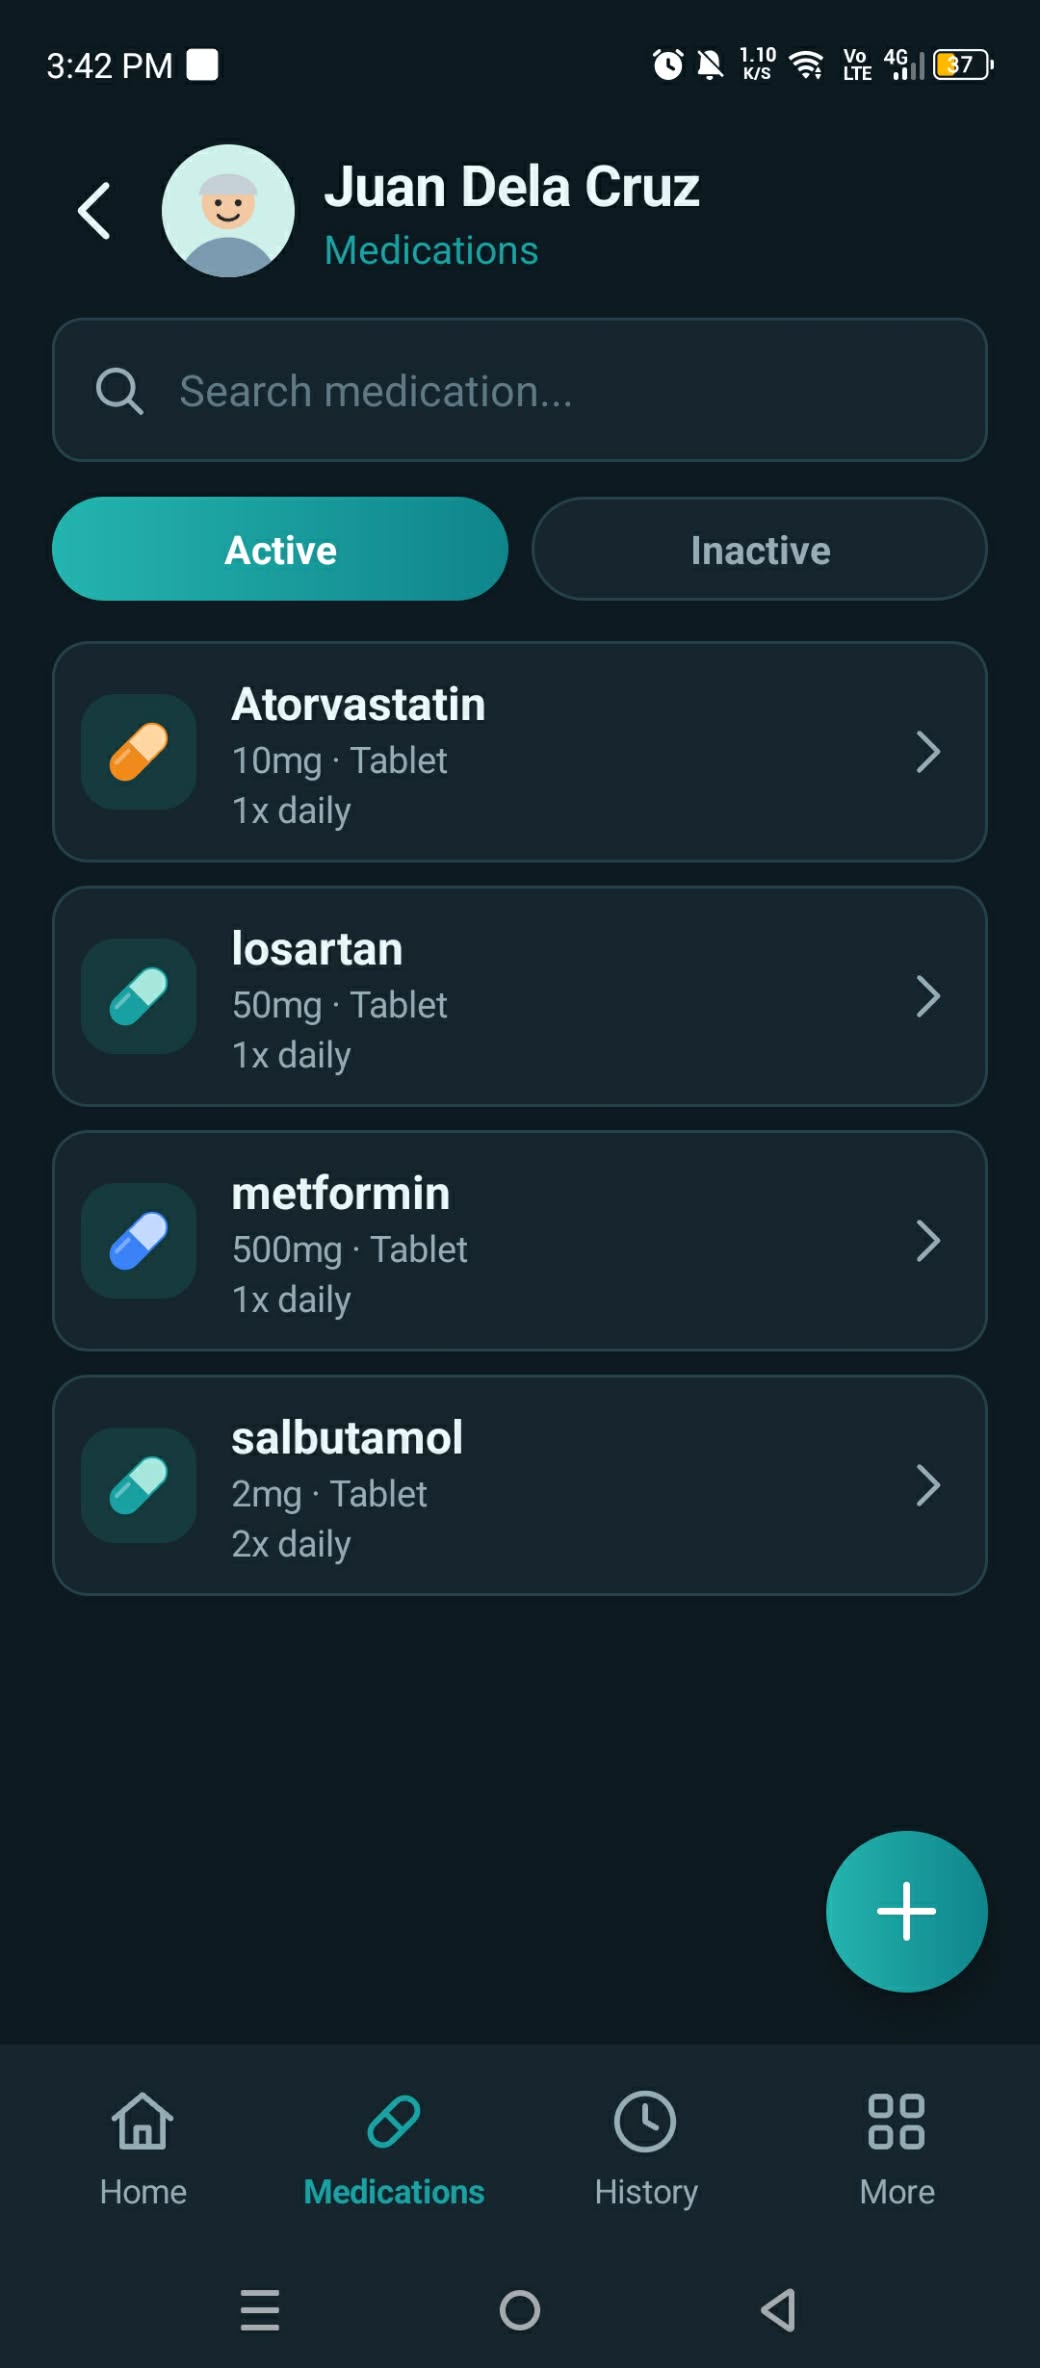 3:42 PM
1.10 K/S
Vo LTE
4G
37
Juan Dela Cruz
Medications
Search medication...
Active
Inactive
Atorvastatin
10mg · Tablet
1x daily
losartan
50mg · Tablet
1x daily
metformin
500mg · Tablet
1x daily
salbutamol
2mg · Tablet
2x daily
Home
Medications
History
More